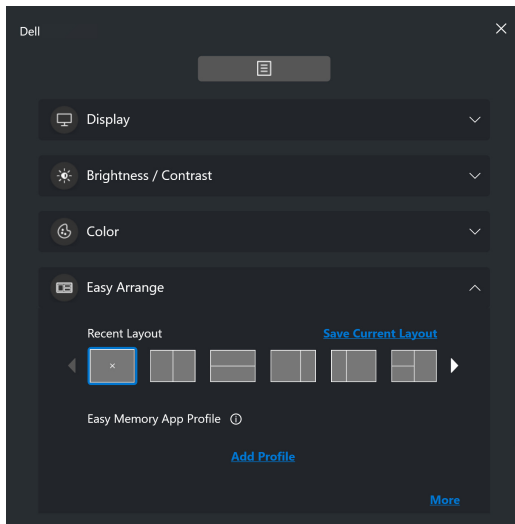 Dell
Display
Brightness / Contrast
Color
Easy Arrange
Recent Layout Save Current Layout
Easy Memory App Profile
Add Profile
More